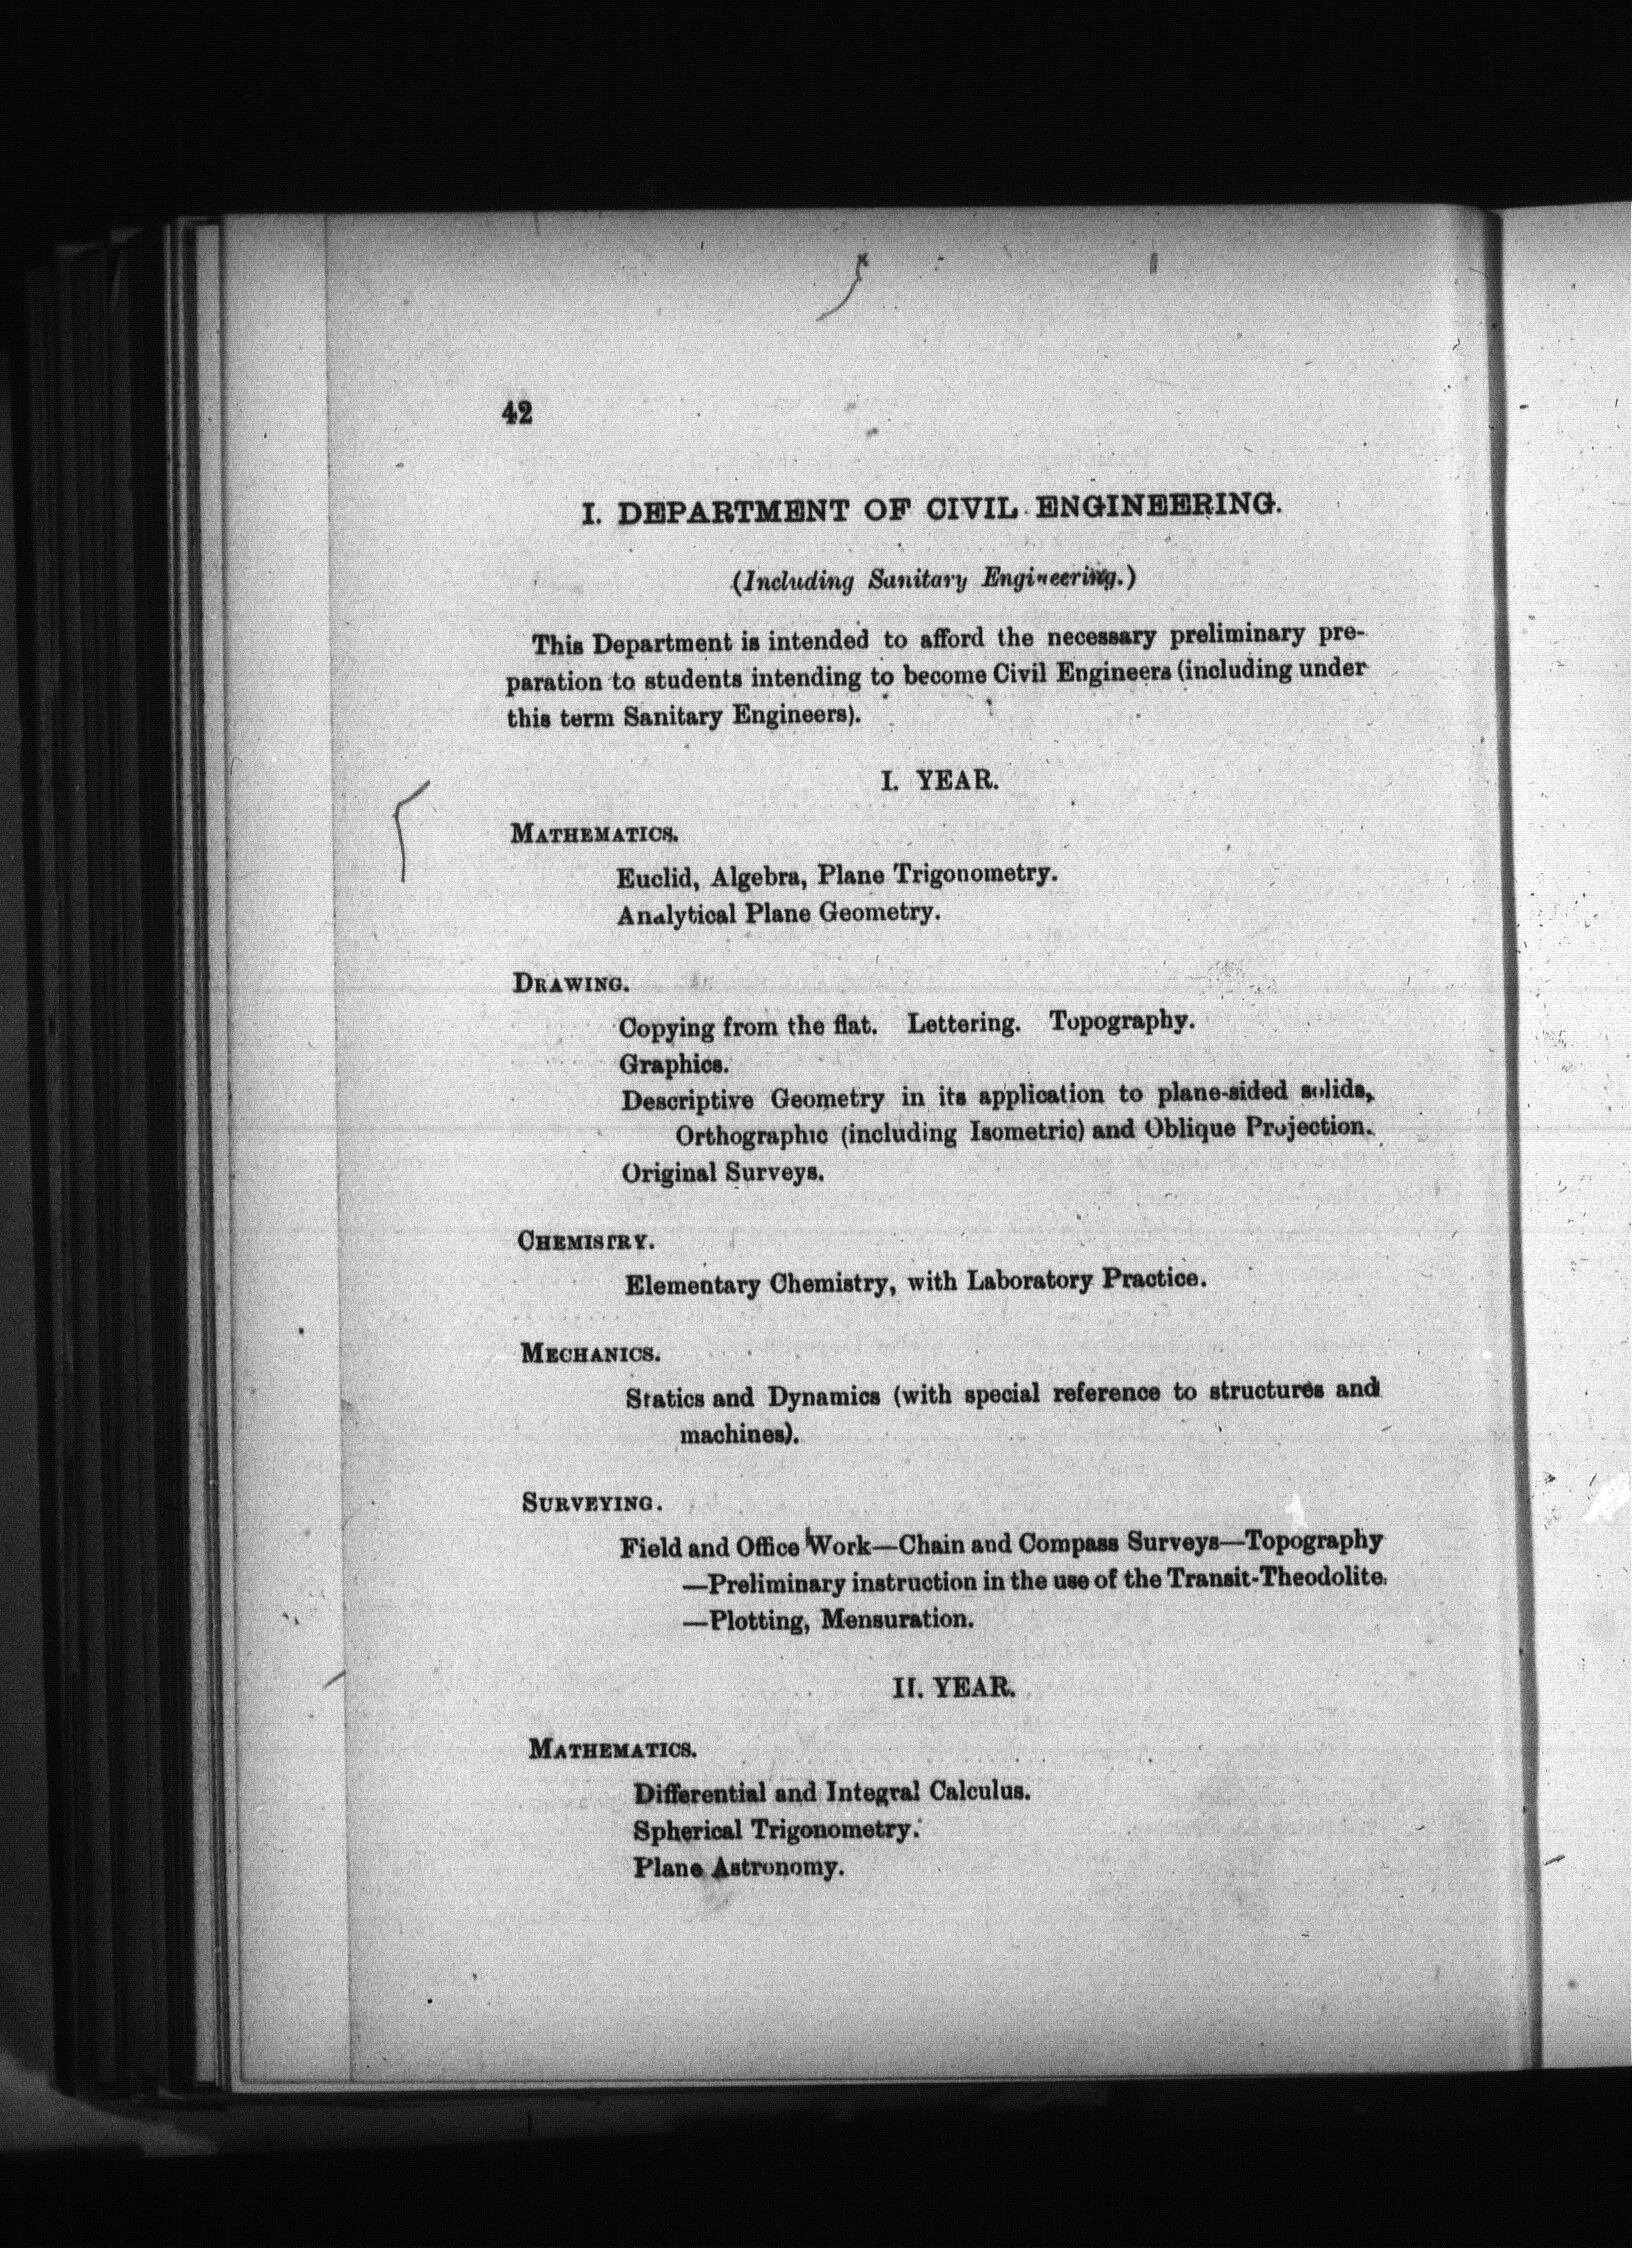 42
I. DEPARTMENT OF CIVIL ENGINEERING.
(Including Sanitary Engineering.)
This Department is intended to afford the necessary preliminary pre-
paration to students intending to become Civil Engineers (including under
this term Sanitary Engineers).
I. YEAR.
MATHEMATICS.
Euclid, Algebra, Plane Trigonometry.
Analytical Plane Geometry.
DRAWING.
Copying from the flat. Lettering. Topography.
Graphics.
Descriptive Geometry in its application to plane-sided solids,
Orthographic (including Isometric) and Oblique Projection.
Original Surveys.
CHEMISTRY.
Elementary Chemistry, with Laboratory Practice.
MECHANICS.
Statics and Dynamics (with special reference to structures and
machines).
SURVEYING.
Field and Office Work—Chain and Compass Surveys—Topography
—Preliminary instruction in the use of the Transit-Theodolite
—Plotting, Mensuration.
II. YEAR.
MATHEMATICS.
Differential and Integral Calculus.
Spherical Trigonometry.
Plane Astronomy.